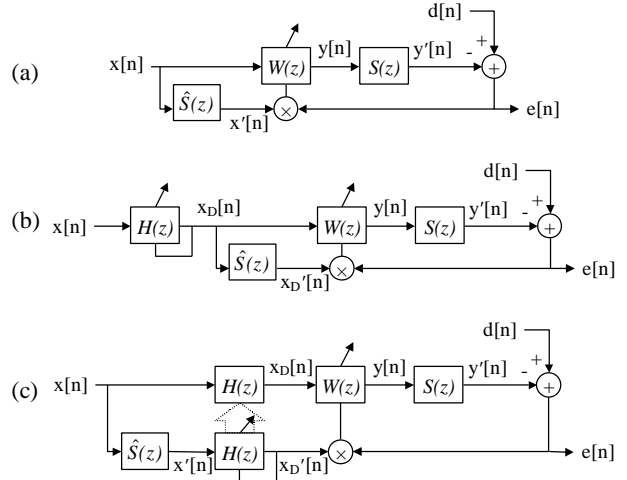 d[n]
(a) x[n] W(z) y[n] S(z) y'[n] - + +
Ŝ(z) x'[n] × e[n]
d[n]
(b) x[n] H(z) x_D[n] W(z) y[n] S(z) y'[n] - + +
Ŝ(z) x_D'[n] × e[n]
d[n]
(c) x[n] H(z) x_D[n] W(z) y[n] S(z) y'[n] - + +
Ŝ(z) x'[n] H(z) x_D'[n] × e[n]